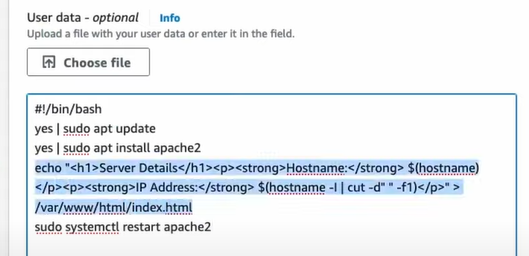 User data - optional Info
Upload a file with your user data or enter it in the field.
Choose file
#!/bin/bash
yes | sudo apt update
yes | sudo apt install apache2
echo "<h1>Server Details</h1><p><strong>Hostname:</strong> $(hostname)
</p><p><strong>IP Address:</strong> $(hostname -I | cut -d" " -f1)</p>" >
/var/www/html/index.html
sudo systemctl restart apache2